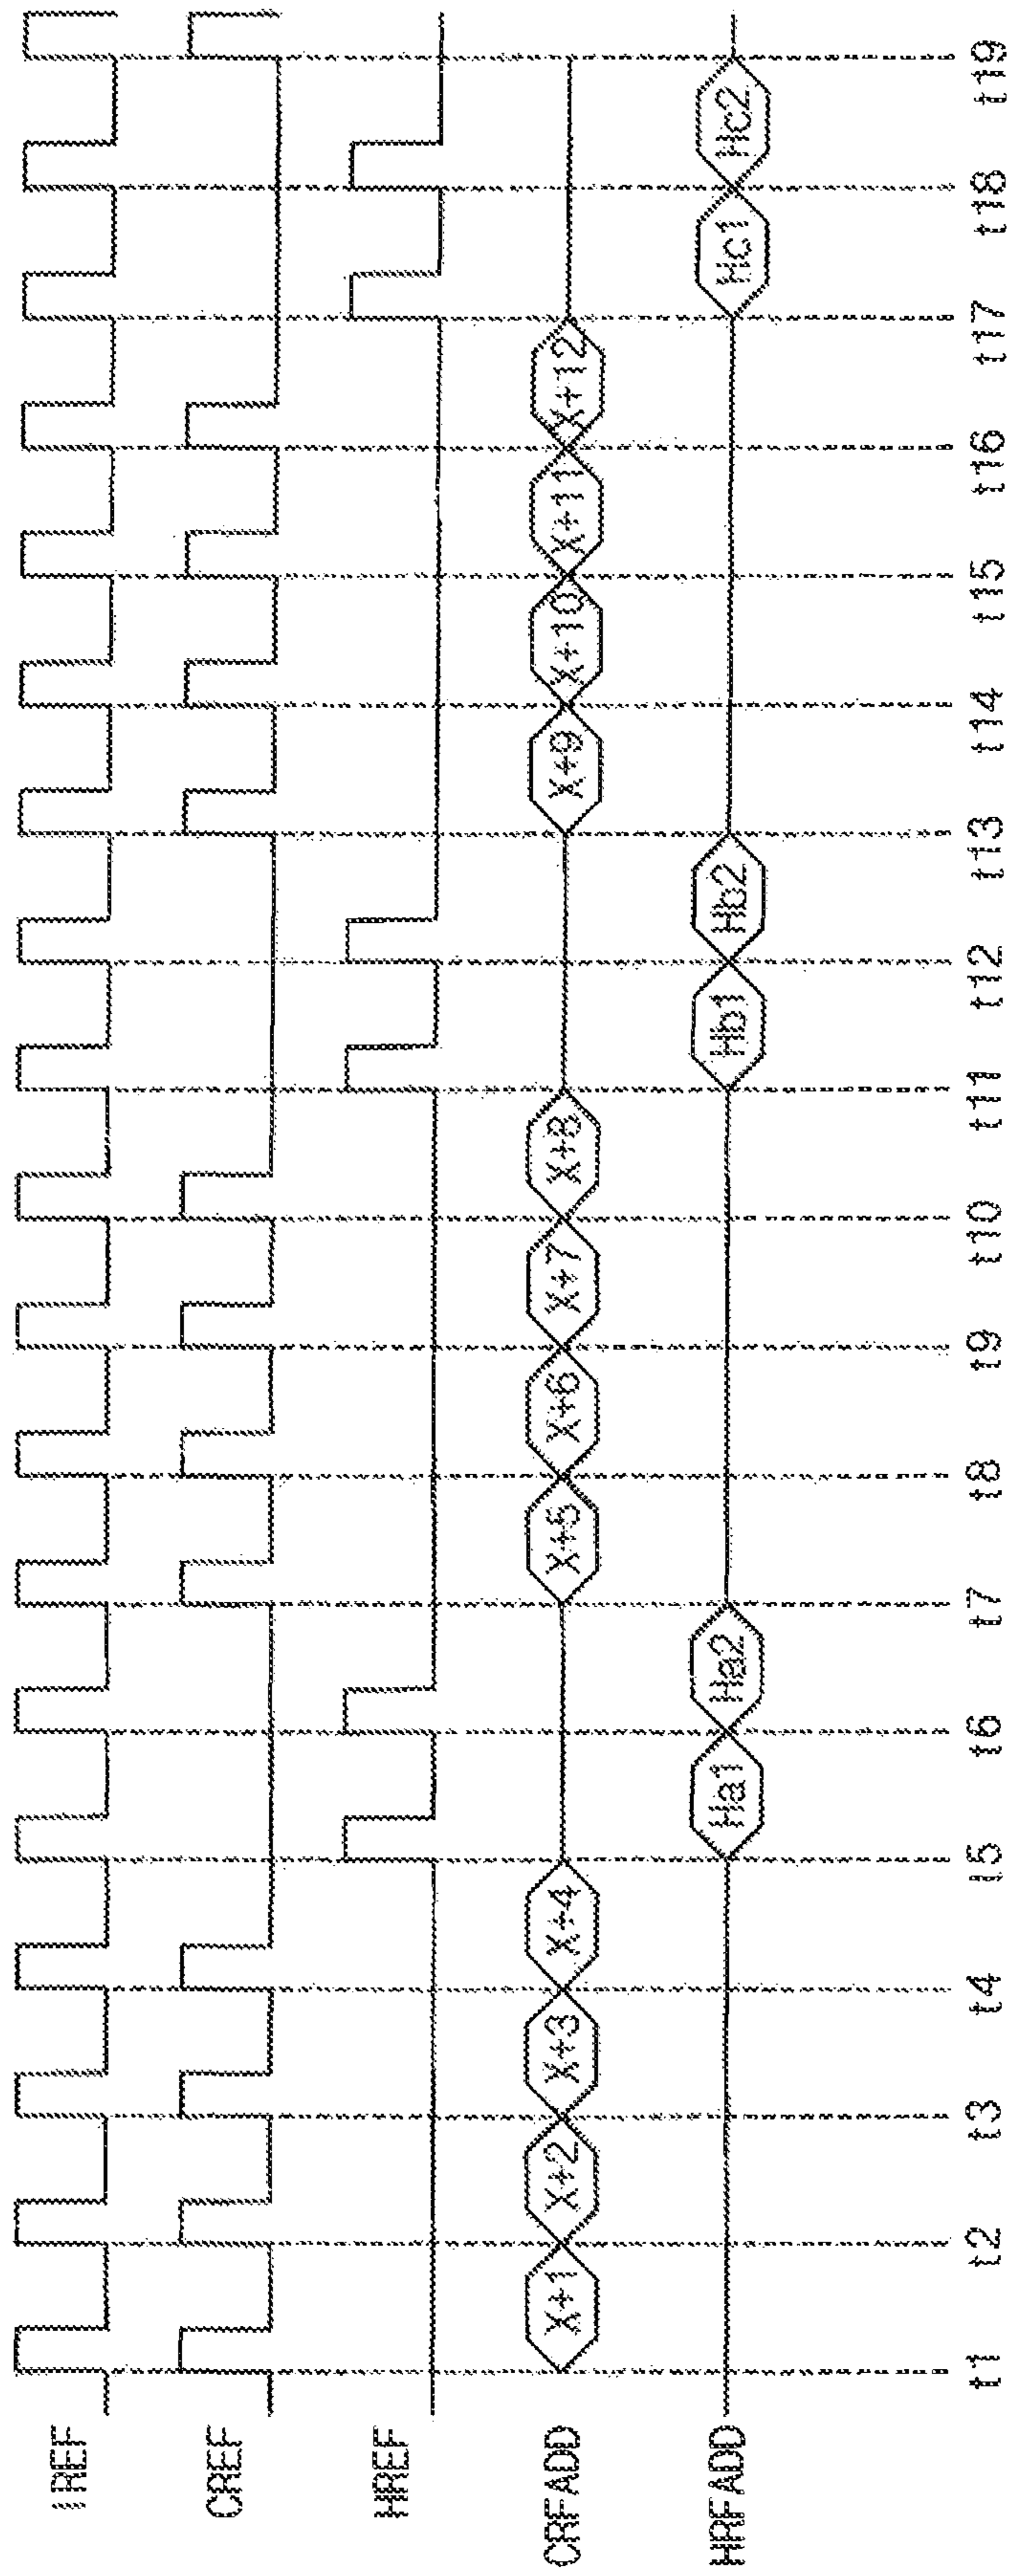 IREF
CREF
HREF
CRFADD X+1 X+2 X+3 X+4 X+5 X+6 X+7 X+8 X+9 X+10 X+11 X+12
HRFADD Ha1 Ha2 Hb1 Hb2 Hc1 Hc2
t1 t2 t3 t4 t5 t6 t7 t8 t9 t10 t11 t12 t13 t14 t15 t16 t17 t18 t19